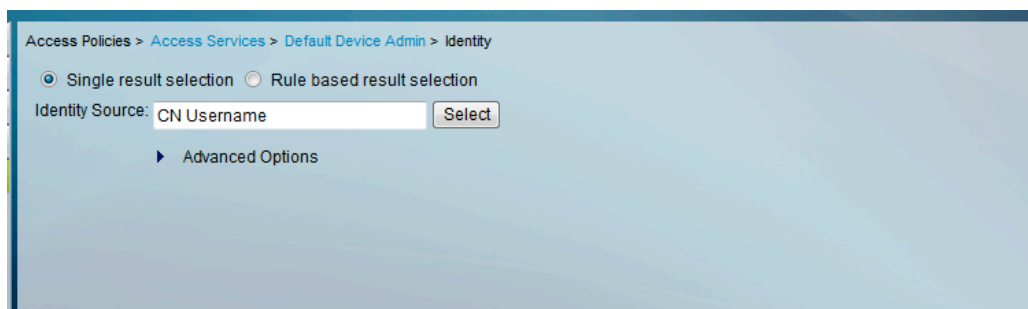 Access Policies > Access Services > Default Device Admin > Identity
Single result selection Rule based result selection
Identity Source: CN Username Select
Advanced Options